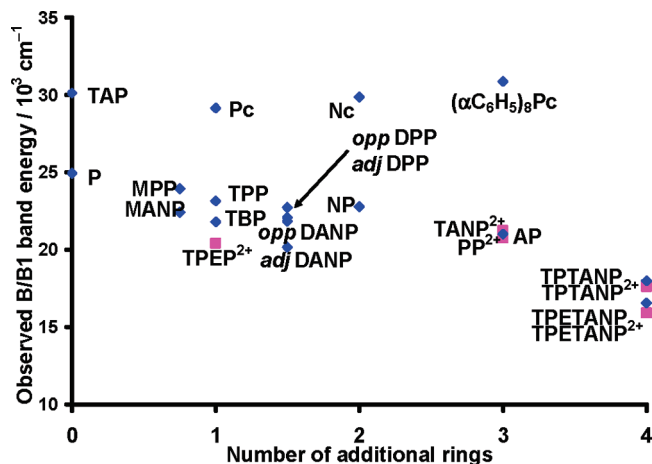 Observed B/B1 band energy / 10³ cm⁻¹
35
30
25
20
15
10
TAP
P
Pc
Nc
(αC₆H₅)₈Pc
opp DPP
adj DPP
MPP
MANP
TPP
TBP
NP
opp DANP
adj DANP
TPEP²⁺
TANP²⁺
PP²⁺
AP
TPTANP
TPTANP²⁺
TPETANP
TPETANP²⁺
0
1
2
3
4
Number of additional rings